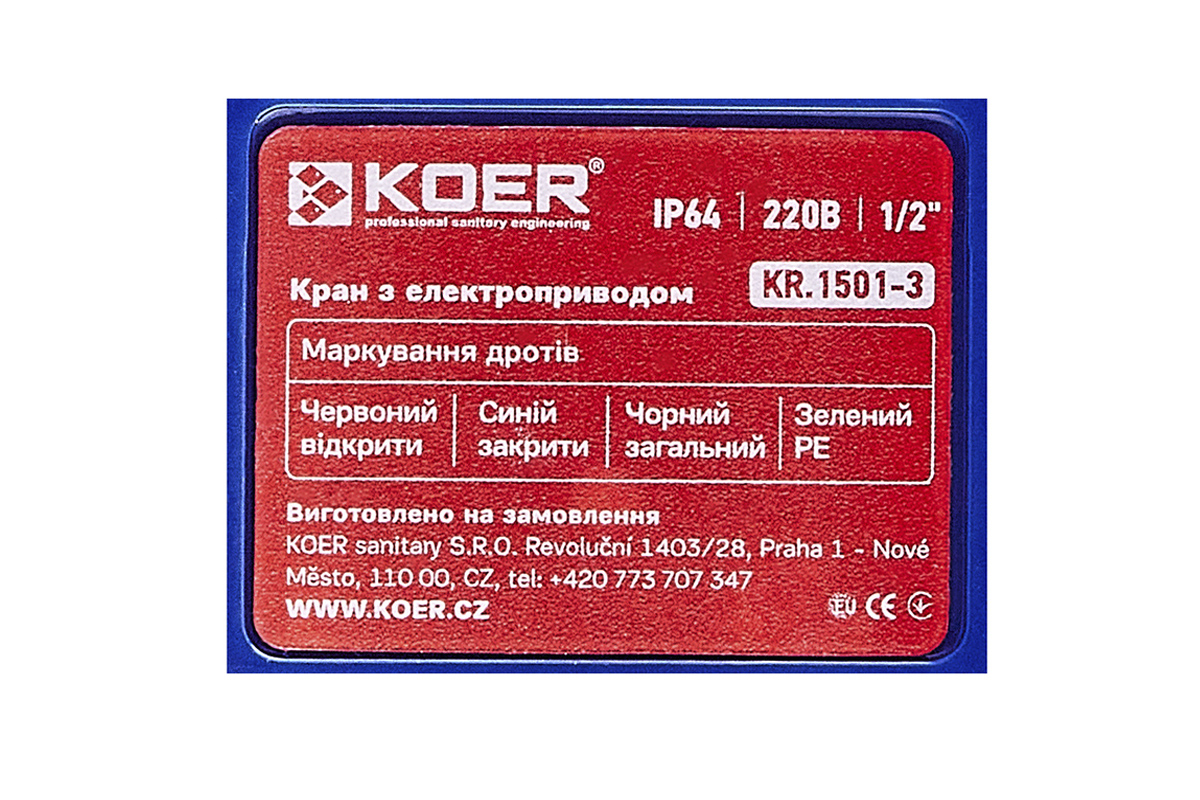 KOER®
professional sanitary engineering
IP64 | 220В | 1/2"
Кран з електроприводом
KR.1501-3
Маркування дротів
Червоний відкрити
Синій закрити
Чорний загальний
Зелений PE
Виготовлено на замовлення
KOER sanitary S.R.O. Revoluční 1403/28, Praha 1 - Nové
Město, 110 00, CZ, tel: +420 773 707 347
WWW.KOER.CZ
EU CE